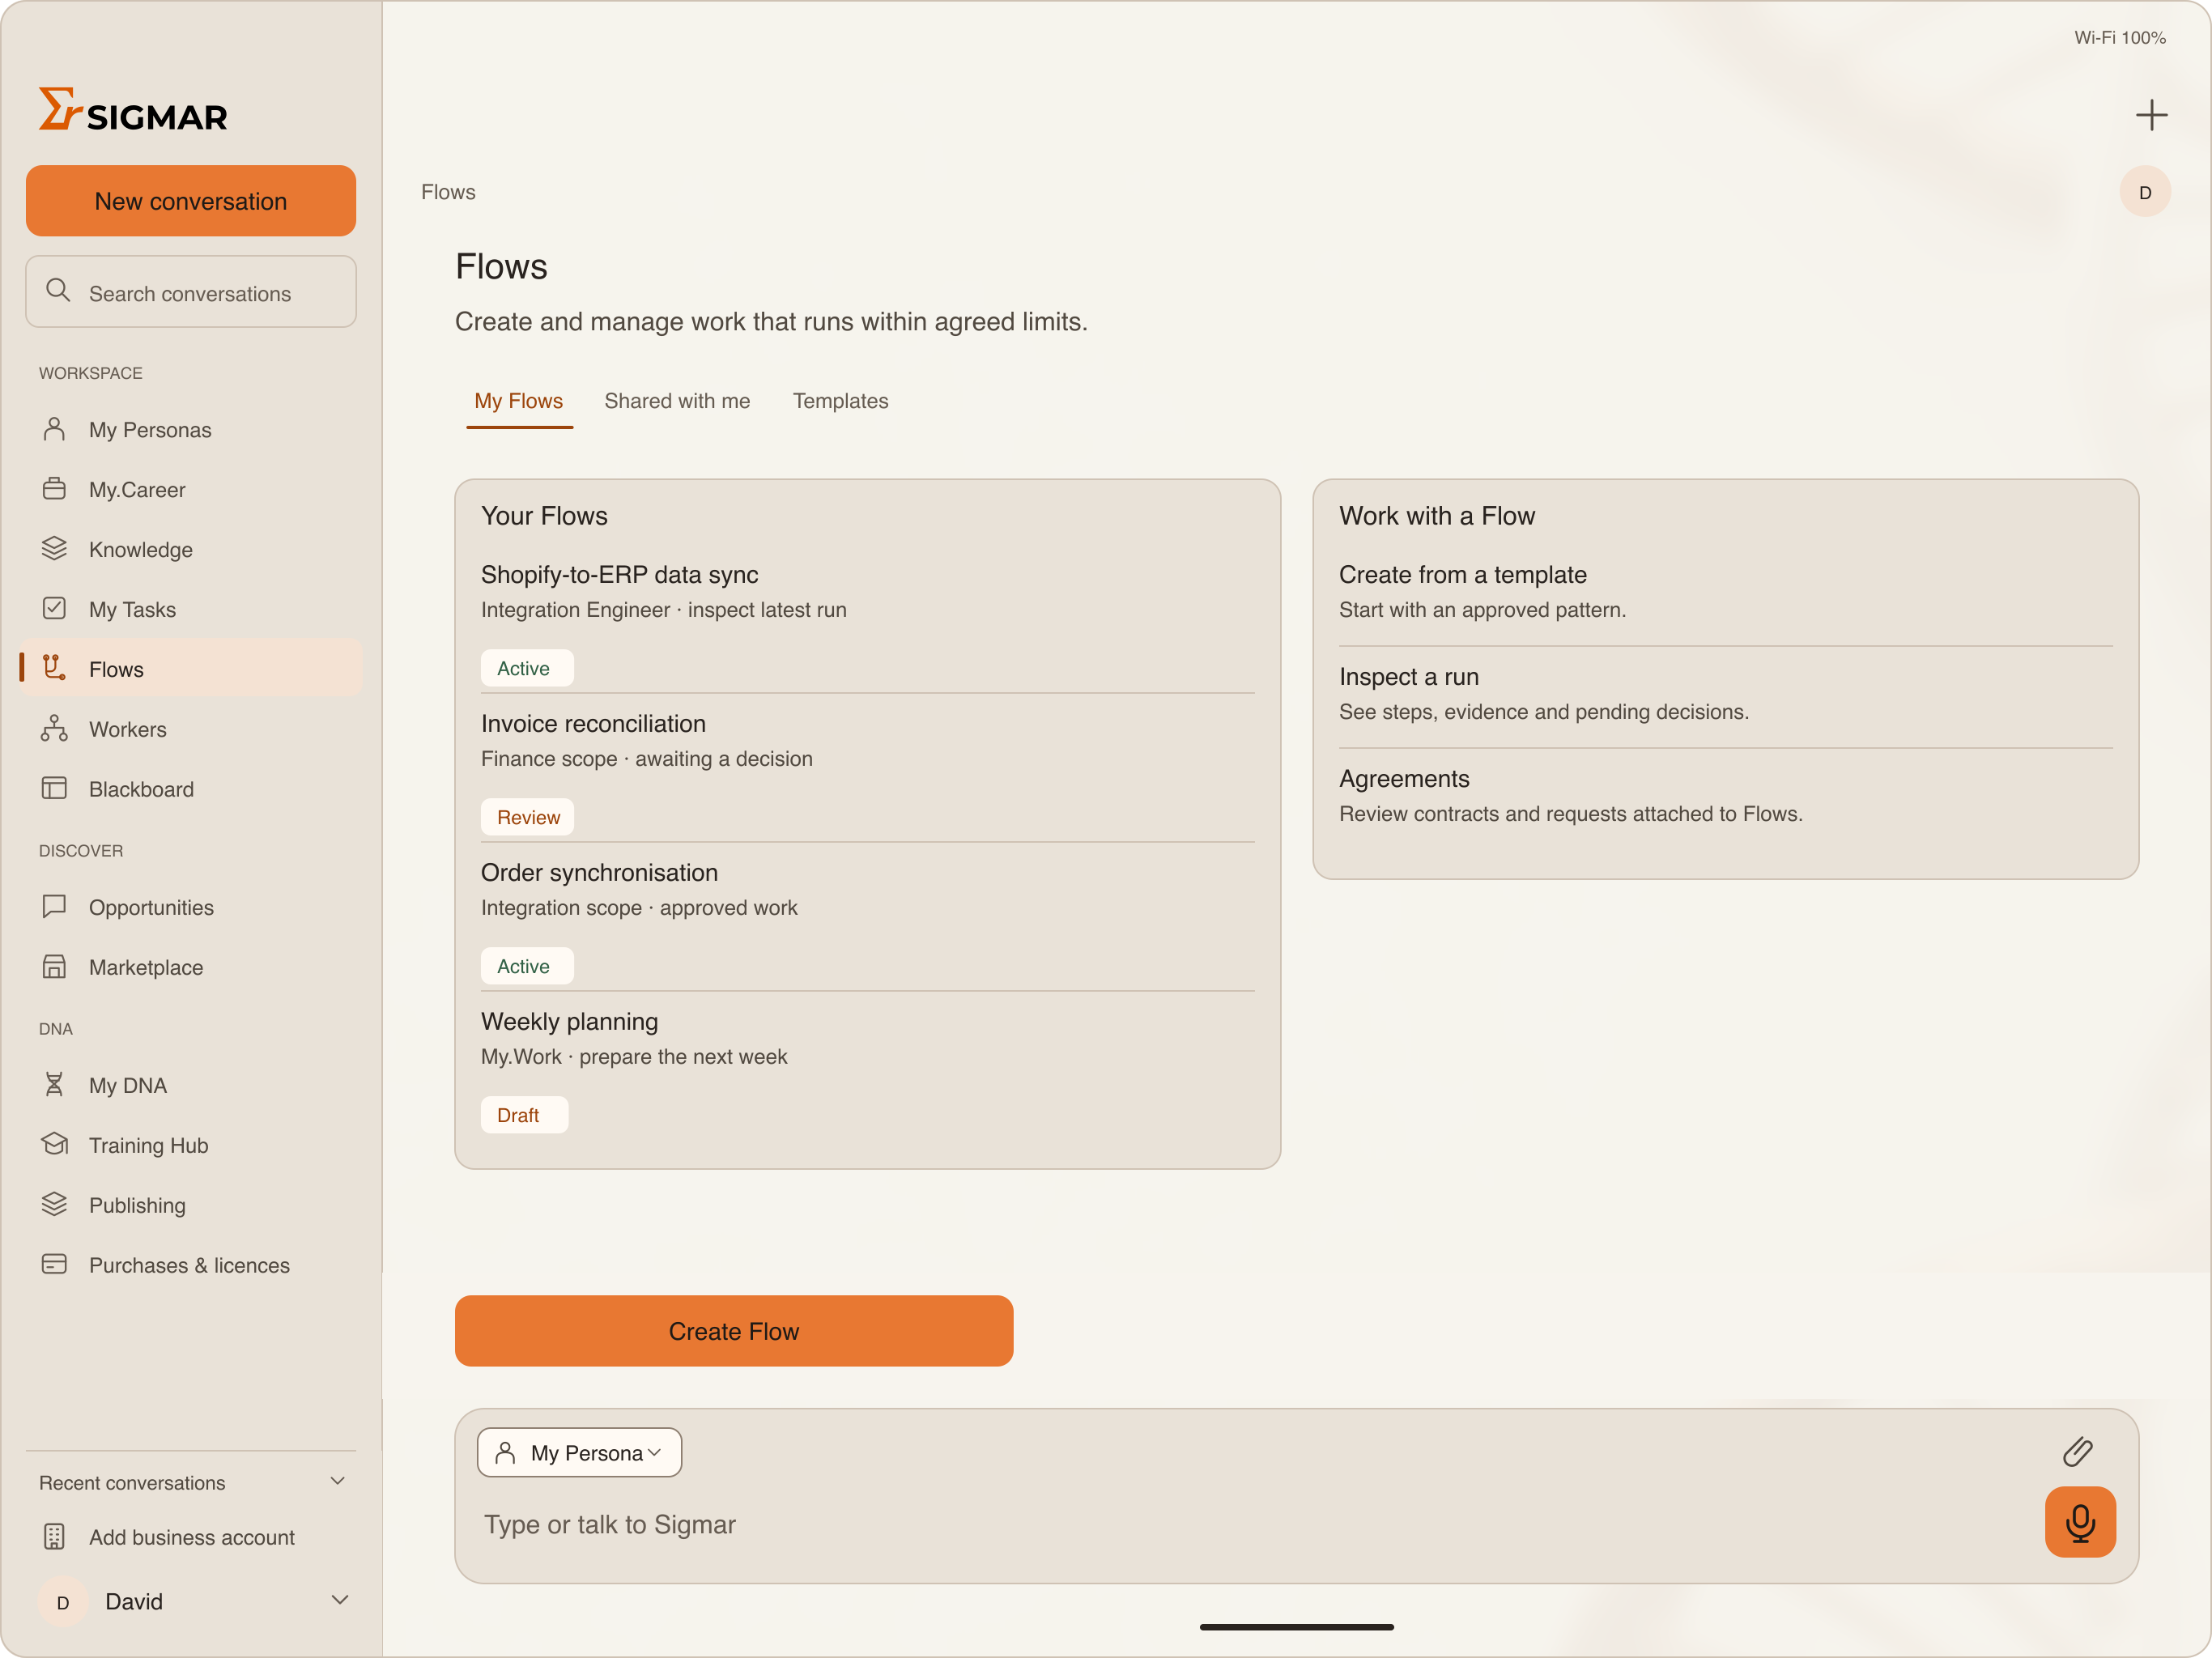 Wi-Fi 100%
Σr SIGMAR
New conversation
Search conversations
WORKSPACE
My Personas
My.Career
Knowledge
My Tasks
Flows
Workers
Blackboard
DISCOVER
Opportunities
Marketplace
DNA
My DNA
Training Hub
Publishing
Purchases & licences
Recent conversations
Add business account
D
David
Flows
D
Flows
Create and manage work that runs within agreed limits.
My Flows
Shared with me
Templates
Your Flows
Shopify-to-ERP data sync
Integration Engineer · inspect latest run
Active
Invoice reconciliation
Finance scope · awaiting a decision
Review
Order synchronisation
Integration scope · approved work
Active
Weekly planning
My.Work · prepare the next week
Draft
Work with a Flow
Create from a template
Start with an approved pattern.
Inspect a run
See steps, evidence and pending decisions.
Agreements
Review contracts and requests attached to Flows.
Create Flow
My Persona
Type or talk to Sigmar